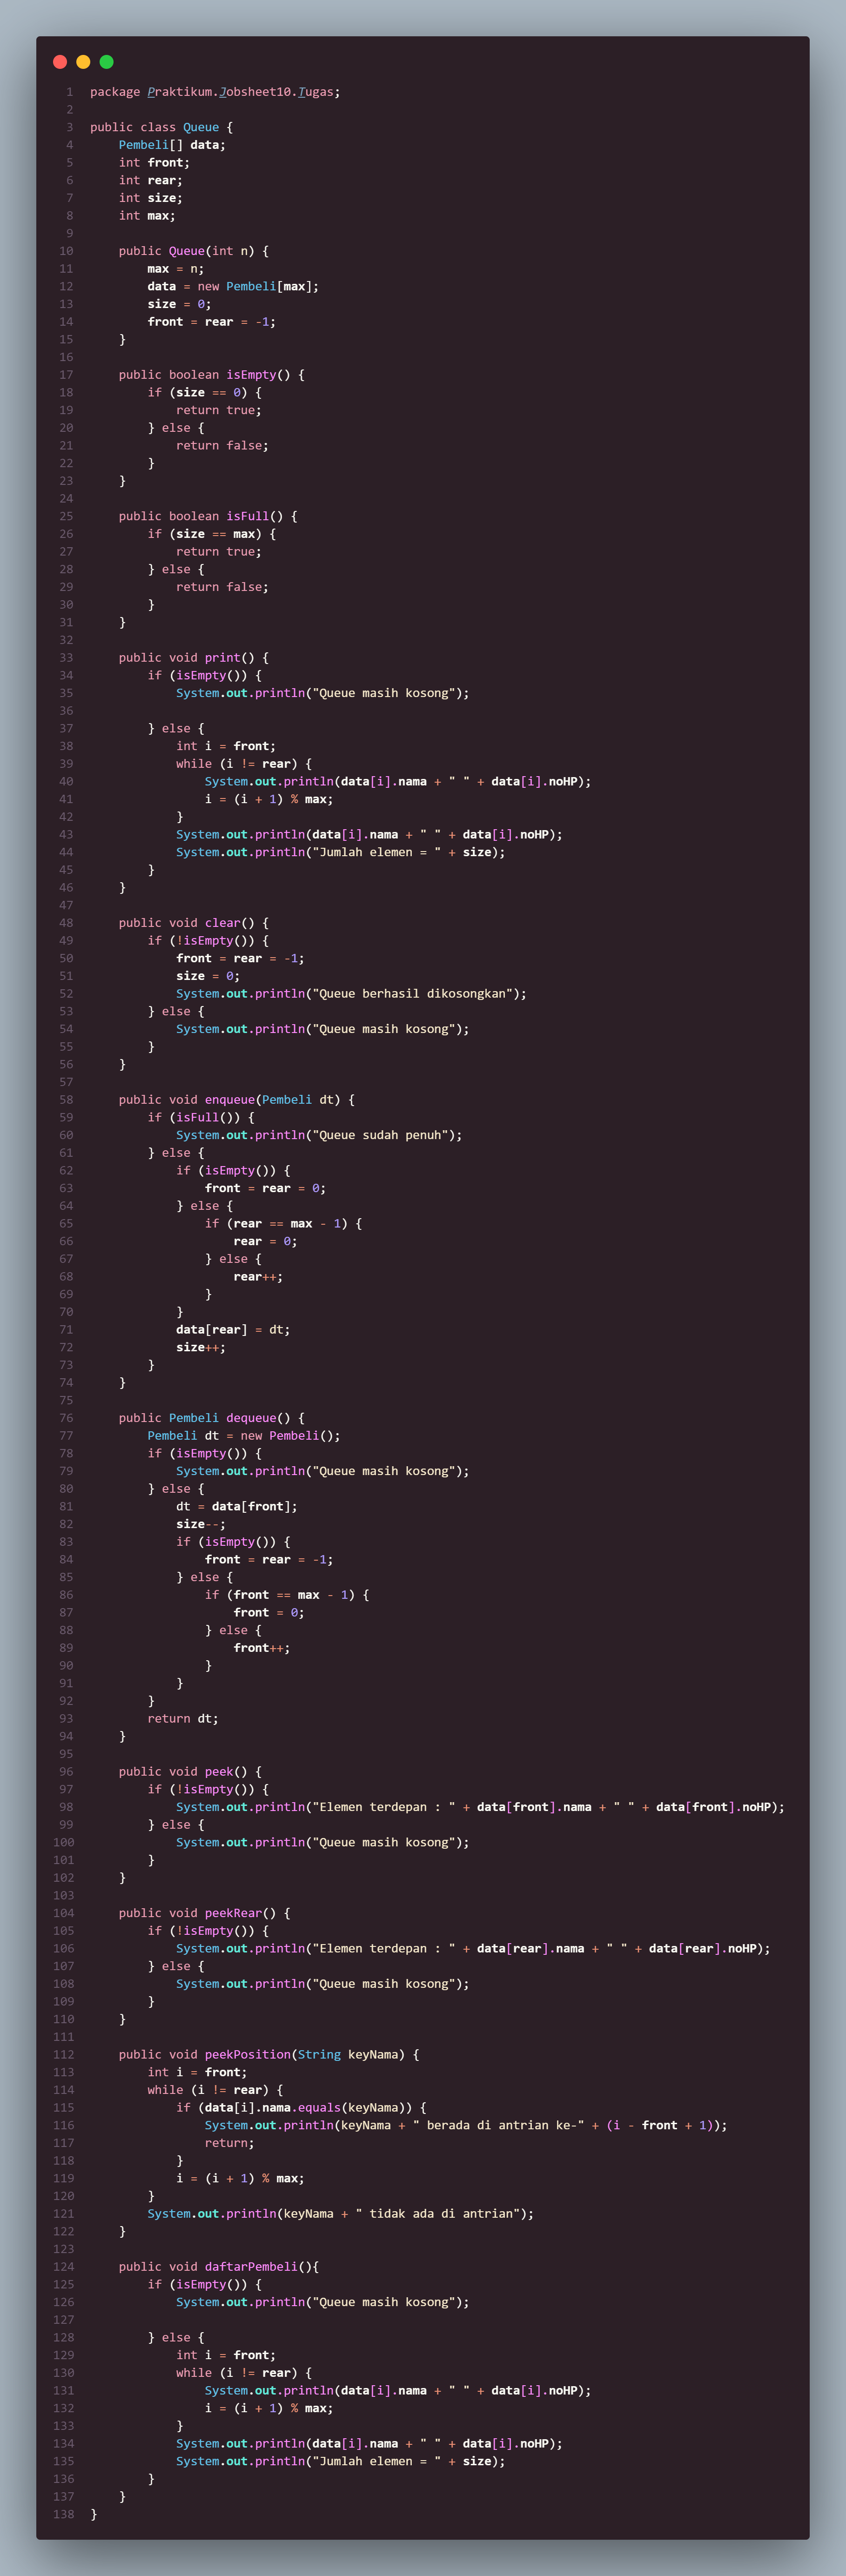 1 package Praktikum.Jobsheet10.Tugas;
2
3 public class Queue {
4     Pembeli[] data;
5     int front;
6     int rear;
7     int size;
8     int max;
9
10     public Queue(int n) {
11         max = n;
12         data = new Pembeli[max];
13         size = 0;
14         front = rear = -1;
15     }
16
17     public boolean isEmpty() {
18         if (size == 0) {
19             return true;
20         } else {
21             return false;
22         }
23     }
24
25     public boolean isFull() {
26         if (size == max) {
27             return true;
28         } else {
29             return false;
30         }
31     }
32
33     public void print() {
34         if (isEmpty()) {
35             System.out.println("Queue masih kosong");
36
37         } else {
38             int i = front;
39             while (i != rear) {
40                 System.out.println(data[i].nama + " " + data[i].noHP);
41                 i = (i + 1) % max;
42             }
43             System.out.println(data[i].nama + " " + data[i].noHP);
44             System.out.println("Jumlah elemen = " + size);
45         }
46     }
47
48     public void clear() {
49         if (!isEmpty()) {
50             front = rear = -1;
51             size = 0;
52             System.out.println("Queue berhasil dikosongkan");
53         } else {
54             System.out.println("Queue masih kosong");
55         }
56     }
57
58     public void enqueue(Pembeli dt) {
59         if (isFull()) {
60             System.out.println("Queue sudah penuh");
61         } else {
62             if (isEmpty()) {
63                 front = rear = 0;
64             } else {
65                 if (rear == max - 1) {
66                     rear = 0;
67                 } else {
68                     rear++;
69                 }
70             }
71             data[rear] = dt;
72             size++;
73         }
74     }
75
76     public Pembeli dequeue() {
77         Pembeli dt = new Pembeli();
78         if (isEmpty()) {
79             System.out.println("Queue masih kosong");
80         } else {
81             dt = data[front];
82             size--;
83             if (isEmpty()) {
84                 front = rear = -1;
85             } else {
86                 if (front == max - 1) {
87                     front = 0;
88                 } else {
89                     front++;
90                 }
91             }
92         }
93         return dt;
94     }
95
96     public void peek() {
97         if (!isEmpty()) {
98             System.out.println("Elemen terdepan : " + data[front].nama + " " + data[front].noHP);
99         } else {
100             System.out.println("Queue masih kosong");
101         }
102     }
103
104     public void peekRear() {
105         if (!isEmpty()) {
106             System.out.println("Elemen terdepan : " + data[rear].nama + " " + data[rear].noHP);
107         } else {
108             System.out.println("Queue masih kosong");
109         }
110     }
111
112     public void peekPosition(String keyNama) {
113         int i = front;
114         while (i != rear) {
115             if (data[i].nama.equals(keyNama)) {
116                 System.out.println(keyNama + " berada di antrian ke-" + (i - front + 1));
117                 return;
118             }
119             i = (i + 1) % max;
120         }
121         System.out.println(keyNama + " tidak ada di antrian");
122     }
123
124     public void daftarPembeli(){
125         if (isEmpty()) {
126             System.out.println("Queue masih kosong");
127
128         } else {
129             int i = front;
130             while (i != rear) {
131                 System.out.println(data[i].nama + " " + data[i].noHP);
132                 i = (i + 1) % max;
133             }
134             System.out.println(data[i].nama + " " + data[i].noHP);
135             System.out.println("Jumlah elemen = " + size);
136         }
137     }
138 }